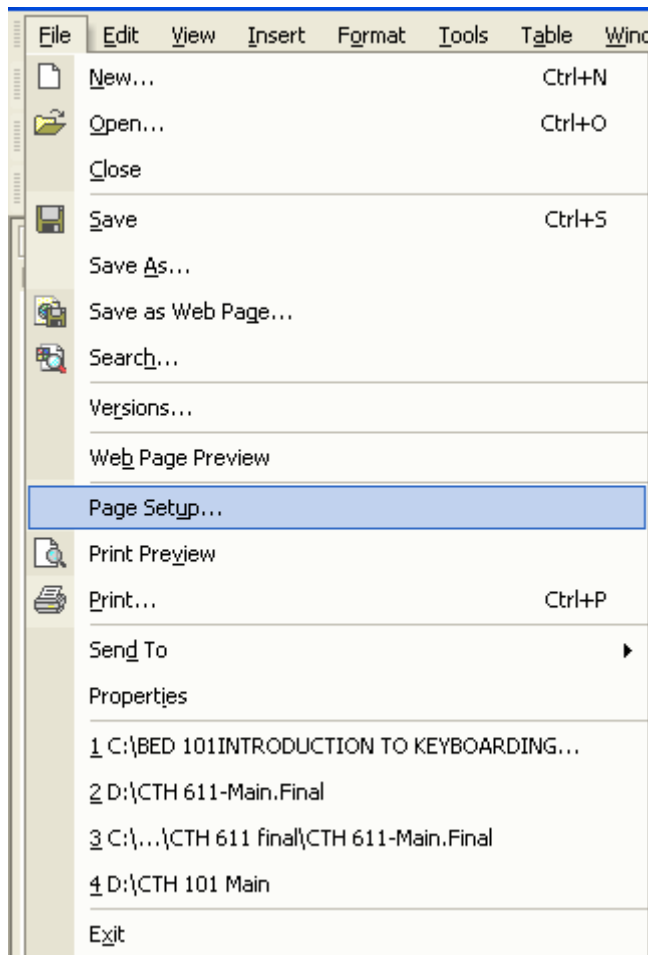 File Edit View Insert Format Tools Table Wind
New... Ctrl+N
Open... Ctrl+O
Close
Save Ctrl+S
Save As...
Save as Web Page...
Search...
Versions...
Web Page Preview
Page Setup...
Print Preview
Print... Ctrl+P
Send To
Properties
1 C:\BED 101INTRODUCTION TO KEYBOARDING...
2 D:\CTH 611-Main.Final
3 C:\...\CTH 611 final\CTH 611-Main.Final
4 D:\CTH 101 Main
Exit